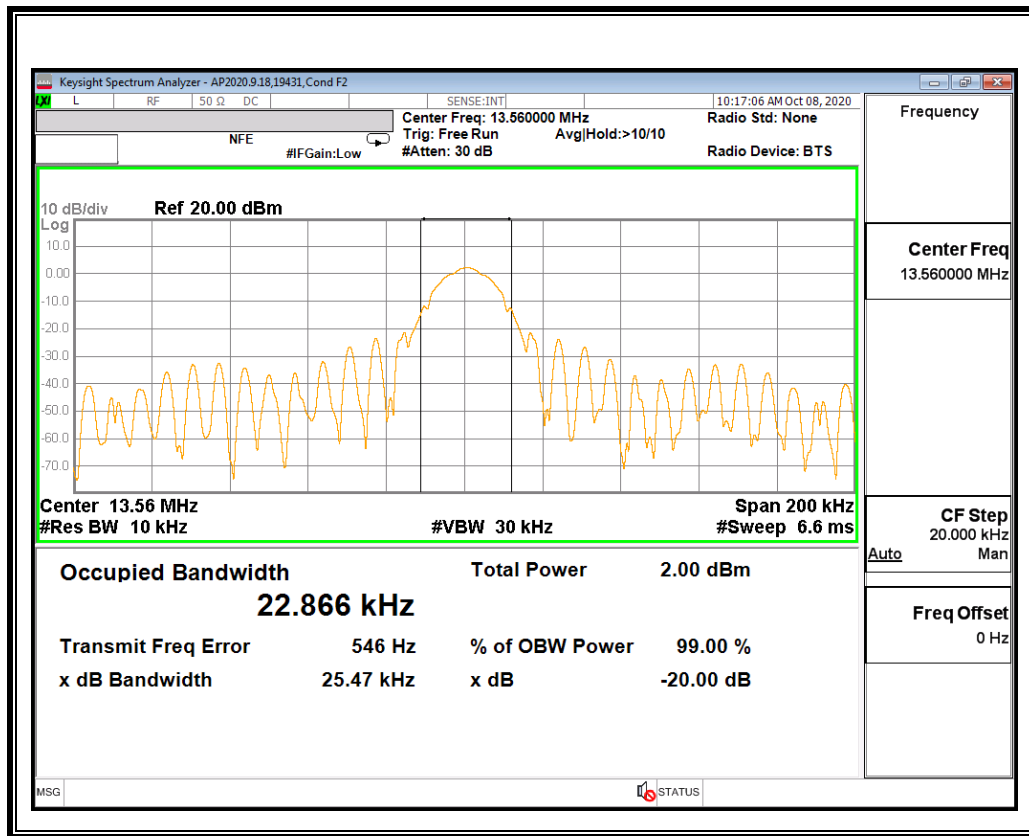 Keysight Spectrum Analyzer - AP2020.9.18,19431,Cond F2
LXI L RF 50 Ω DC SENSE:INT 10:17:06 AM Oct 08, 2020
Center Freq: 13.560000 MHz Radio Std: None
NFE Trig: Free Run Avg|Hold:>10/10
#IFGain:Low #Atten: 30 dB Radio Device: BTS
10 dB/div Ref 20.00 dBm
Log
10.0
0.00
-10.0
-20.0
-30.0
-40.0
-50.0
-60.0
-70.0
Center 13.56 MHz Span 200 kHz
#Res BW 10 kHz #VBW 30 kHz #Sweep 6.6 ms
Occupied Bandwidth Total Power 2.00 dBm
22.866 kHz
Transmit Freq Error 546 Hz % of OBW Power 99.00 %
x dB Bandwidth 25.47 kHz x dB -20.00 dB
Frequency
Center Freq
13.560000 MHz
CF Step
20.000 kHz
Auto Man
Freq Offset
0 Hz
MSG STATUS